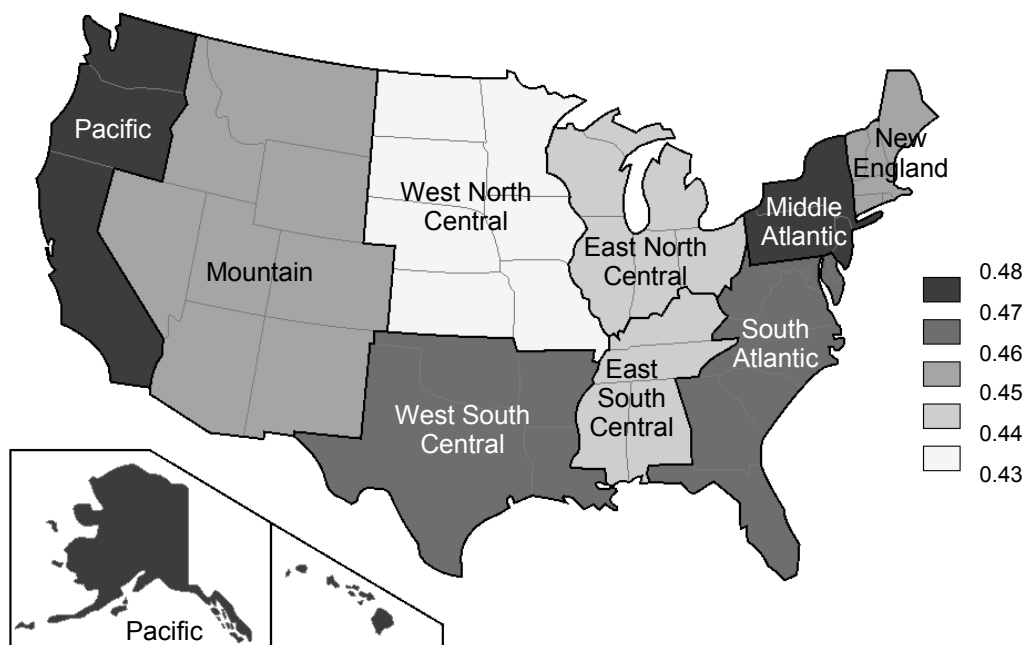 Pacific
New
England
West North
Central
Middle
Atlantic
East North
Central
Mountain
0.48
0.47
South
Atlantic
0.46
East
South
Central
0.45
West South
Central
0.44
0.43
Pacific